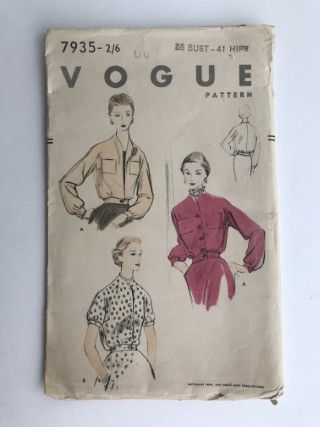 7935-2/6
38 BUST-41 HIPS
VOGUE
PATTERN
A
A
B